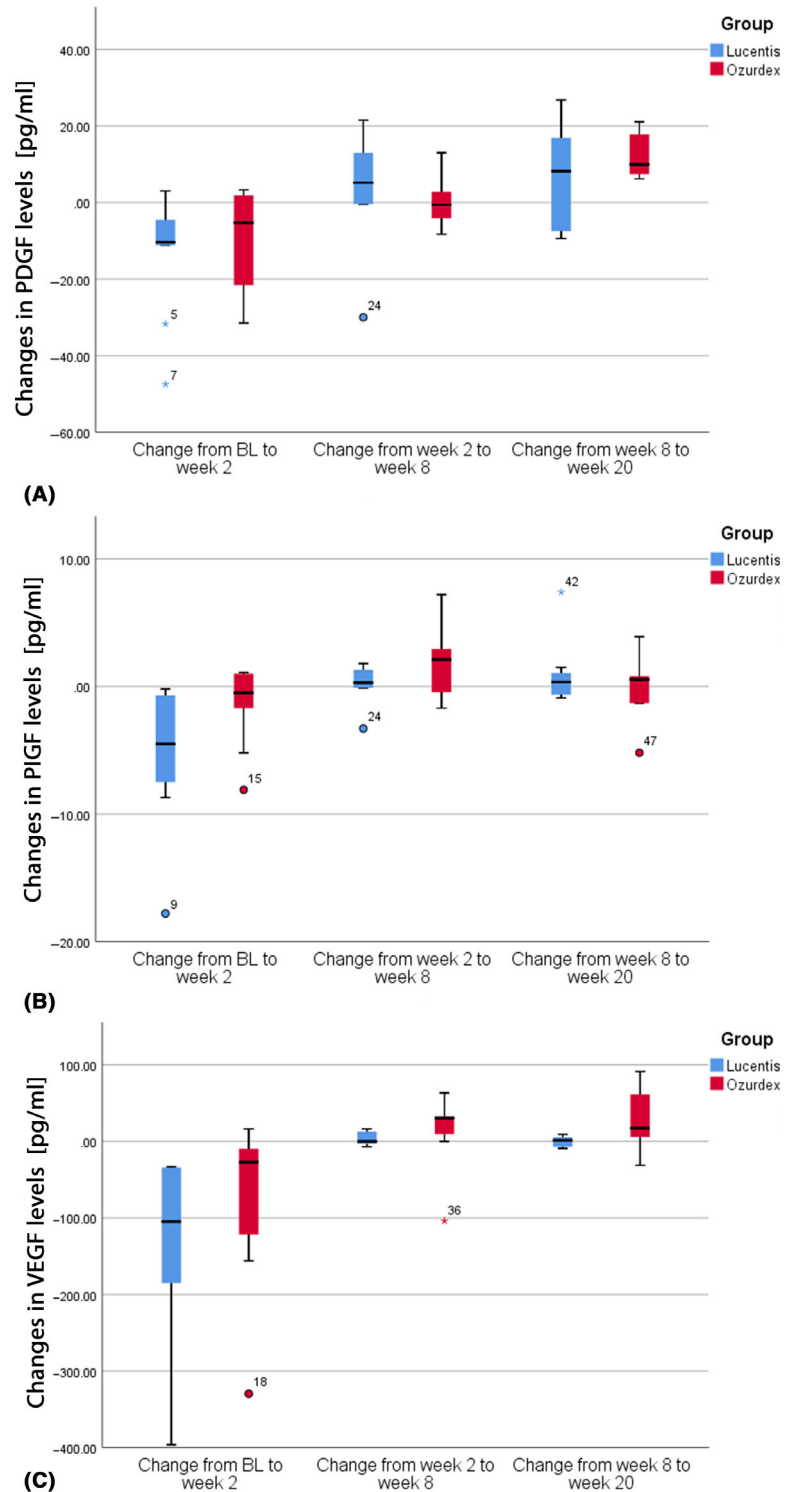 Changes in PDGF levels [pg/ml]
Group
Lucentis
Ozurdex
40.00
20.00
.00
–20.00
–40.00
–60.00
5
7
24
Change from BL to
week 2
Change from week 2 to
week 8
Change from week 8 to
week 20
(A)
Changes in PIGF levels [pg/ml]
Group
Lucentis
Ozurdex
10.00
.00
–10.00
–20.00
9
15
24
42
47
Change from BL to
week 2
Change from week 2 to
week 8
Change from week 8 to
week 20
(B)
Changes in VEGF levels [pg/ml]
Group
Lucentis
Ozurdex
100.00
.00
–100.00
–200.00
–300.00
–400.00
18
36
Change from BL to
week 2
Change from week 2 to
week 8
Change from week 8 to
week 20
(C)